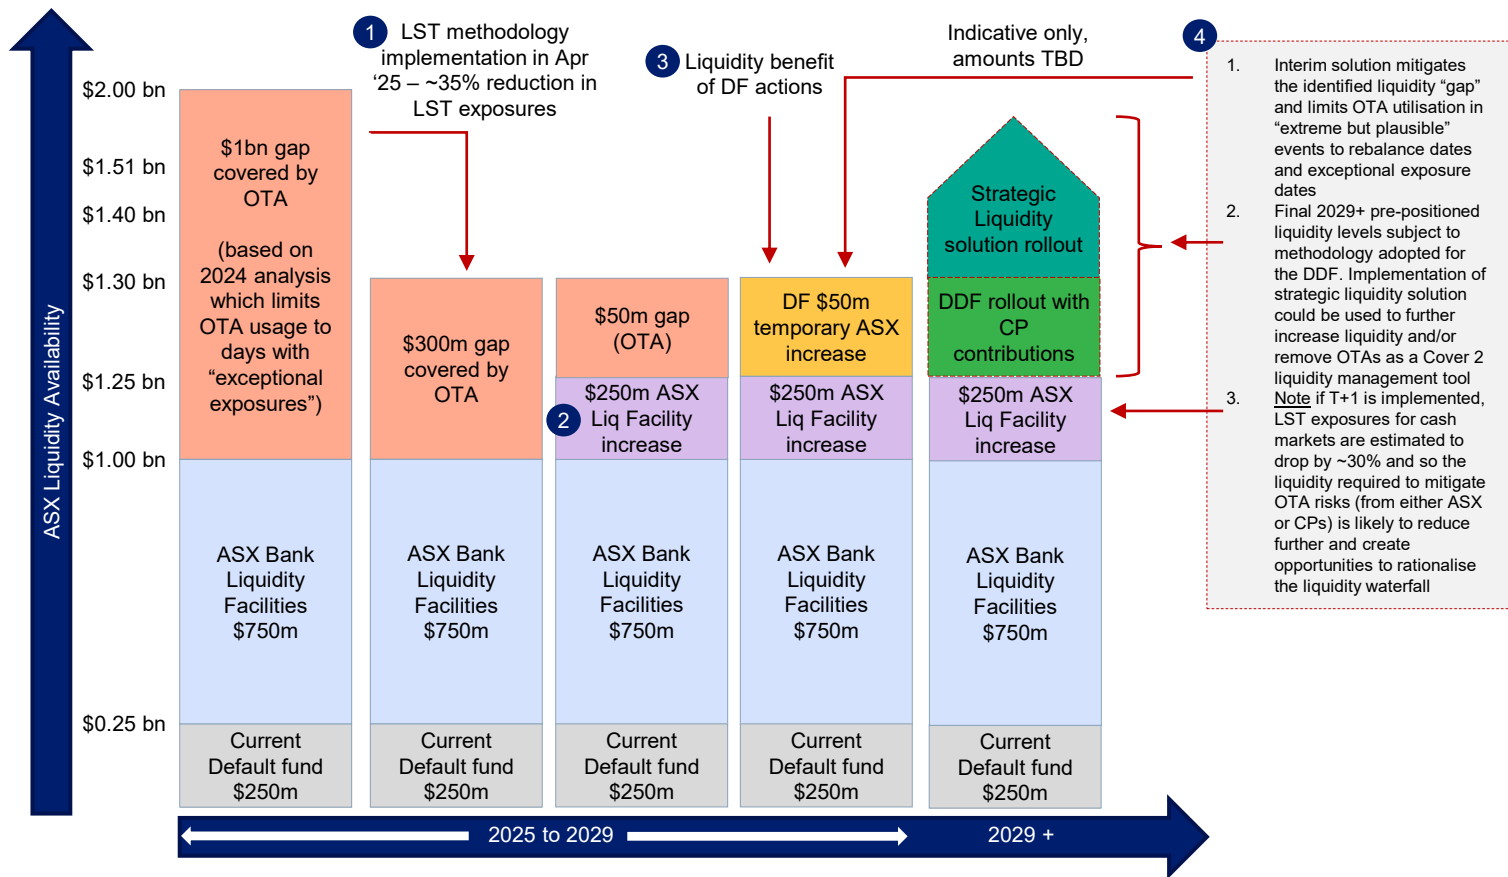 ASX Liquidity Availability
$2.00 bn
$1.51 bn
$1.40 bn
$1.30 bn
$1.25 bn
$1.00 bn
$0.25 bn
1
LST methodology
implementation in Apr
‘25 – ~35% reduction in
LST exposures
3
Liquidity benefit
of DF actions
Indicative only,
amounts TBD
$1bn gap
covered by
OTA
(based on
2024 analysis
which limits
OTA usage to
days with
“exceptional
exposures”)
ASX Bank
Liquidity
Facilities
$750m
Current
Default fund
$250m
$300m gap
covered by
OTA
ASX Bank
Liquidity
Facilities
$750m
Current
Default fund
$250m
$50m gap
(OTA)
2
$250m ASX
Liq Facility
increase
ASX Bank
Liquidity
Facilities
$750m
Current
Default fund
$250m
DF $50m
temporary ASX
increase
$250m ASX
Liq Facility
increase
ASX Bank
Liquidity
Facilities
$750m
Current
Default fund
$250m
Strategic
Liquidity
solution rollout
DDF rollout with
CP
contributions
$250m ASX
Liq Facility
increase
ASX Bank
Liquidity
Facilities
$750m
Current
Default fund
$250m
4
1. Interim solution mitigates
the identified liquidity “gap”
and limits OTA utilisation in
“extreme but plausible”
events to rebalance dates
and exceptional exposure
dates
2. Final 2029+ pre-positioned
liquidity levels subject to
methodology adopted for
the DDF. Implementation of
strategic liquidity solution
could be used to further
increase liquidity and/or
remove OTAs as a Cover 2
liquidity management tool
3. Note if T+1 is implemented,
LST exposures for cash
markets are estimated to
drop by ~30% and so the
liquidity required to mitigate
OTA risks (from either ASX
or CPs) is likely to reduce
further and create
opportunities to rationalise
the liquidity waterfall
2025 to 2029
2029 +